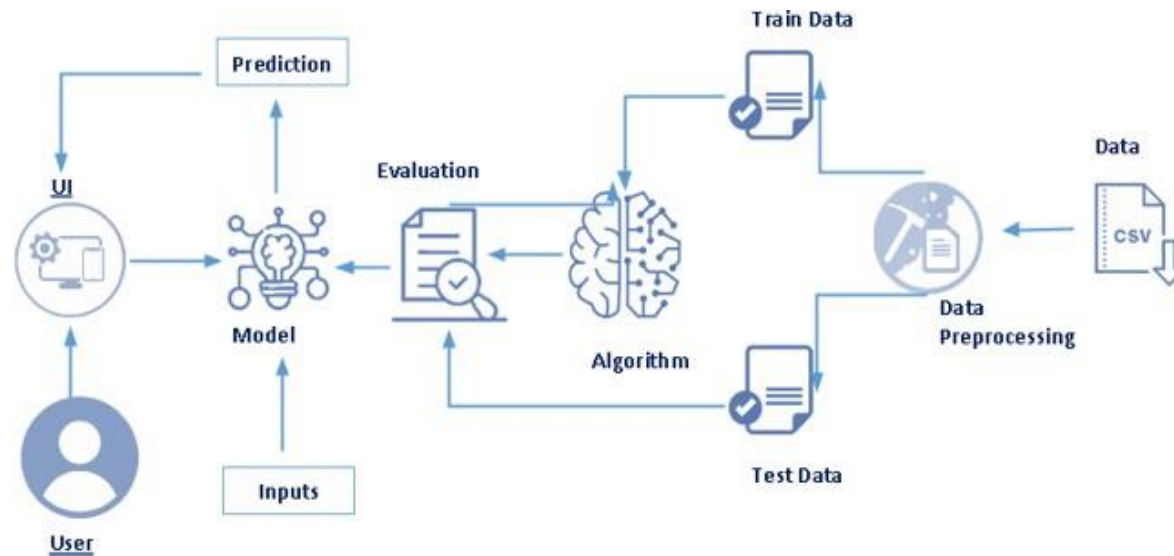 Train Data
Prediction
Data
Evaluation
UI
CSV
Model
Data
Preprocessing
Algorithm
Inputs
Test Data
User